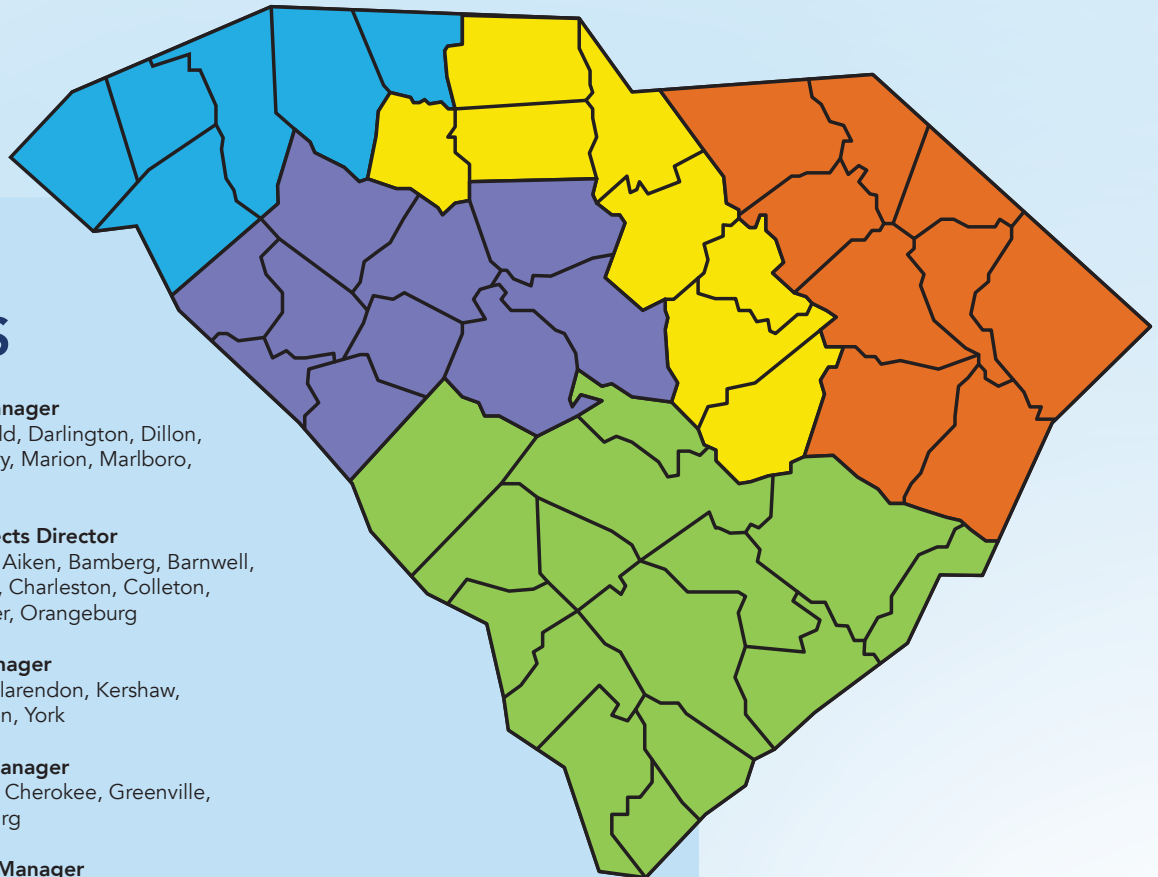 S
anager
ld, Darlington, Dillon,
y, Marion, Marlboro,
ects Director
Aiken, Bamberg, Barnwell,
, Charleston, Colleton,
er, Orangeburg
nager
larendon, Kershaw,
n, York
anager
Cherokee, Greenville,
rg
Manager